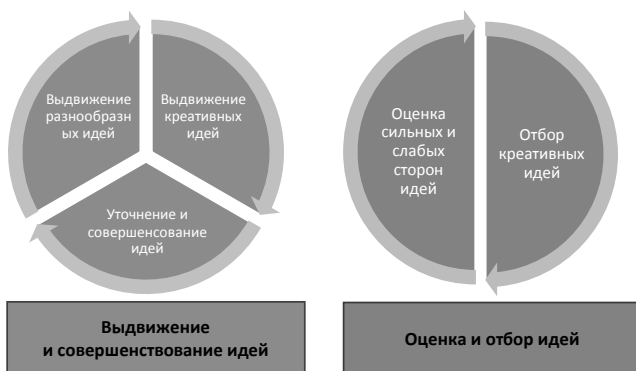 Выдвижение
разнообразн
ых идей
Выдвижение
креативных
идей
Уточнение и
совершенсование
идей
Выдвижение
и совершенствование идей
Оценка
сильных и
слабых
сторон
идей
Отбор
креативных
идей
Оценка и отбор идей